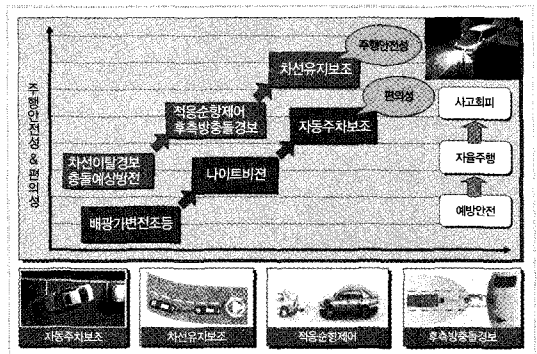 주행안전성
차선유지보조
편의성
적응순항제어
후측방충돌경보
자동주차보조
사고회피
차선이탈경보
충돌예상방전
나이트비젼
자율주행
배광가변전조등
예방안전
주행안전성 & 편의성
자동주차보조
차선유지보조
적응순항제어
후측방충돌경보